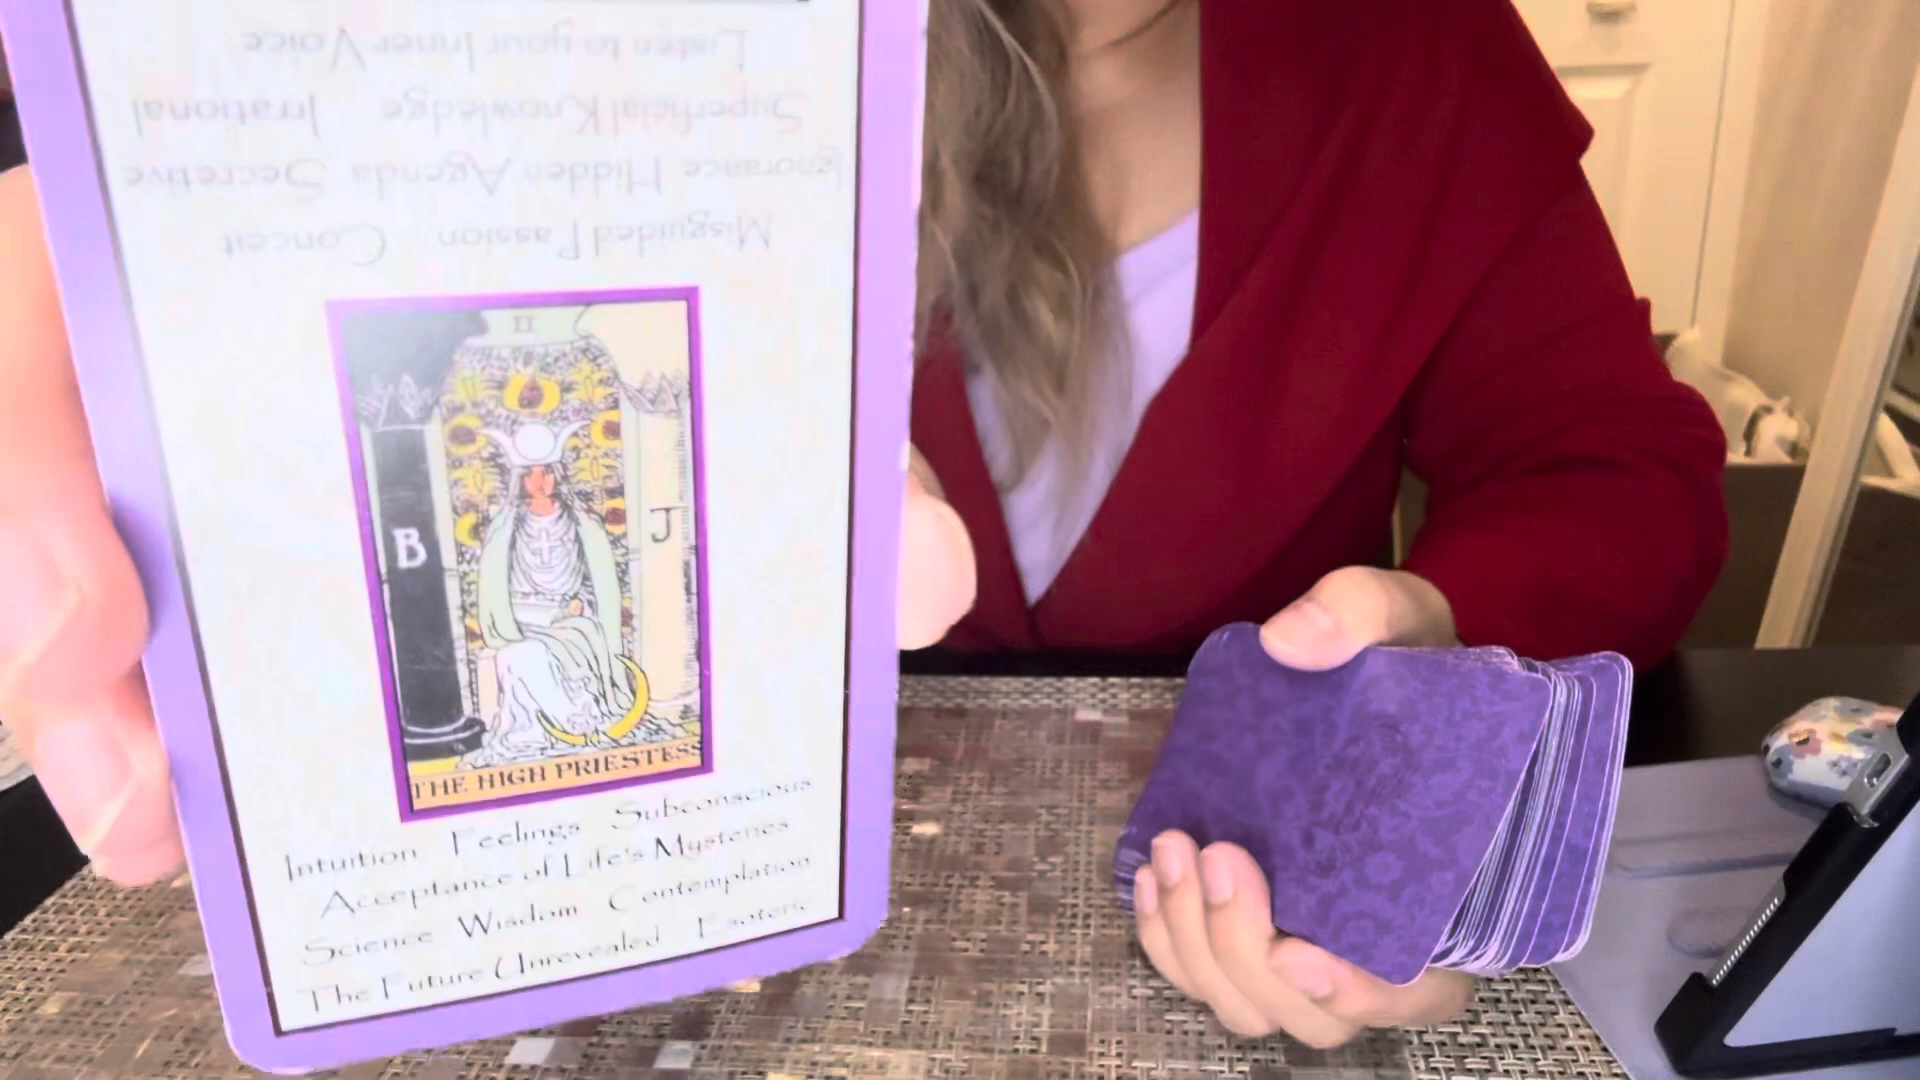 Listen to your Inner Voice
Superficial Knowledge Irrational
Ignorance Hidden Agenda Secretive
Misguided Passion Conceit
II
B J
THE HIGH PRIESTESS
Intuition Feelings Subconscious
Acceptance of Life's Mysteries
Science Wisdom Contemplation
The Future Unrevealed Esoteric